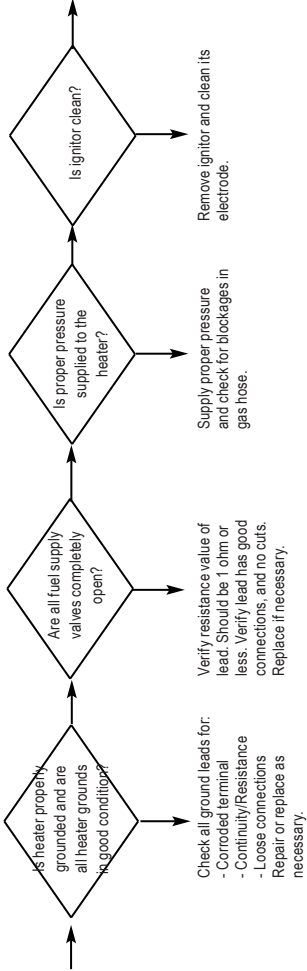 Is heater properly
grounded and are
all heater grounds
in good condition?
Check all ground leads for:
- Corroded terminal
- Continuity/Resistance
- Loose connections
Repair or replace as
necessary.
Are all fuel supply
valves completely
open?
Verify resistance value of
lead. Should be 1 ohm or
less. Verify lead has good
connections, and no cuts.
Replace if necessary.
Is proper pressure
supplied to the
heater?
Supply proper pressure
and check for blockages in
gas hose.
Is ignitor clean?
Remove ignitor and clean its
electrode.